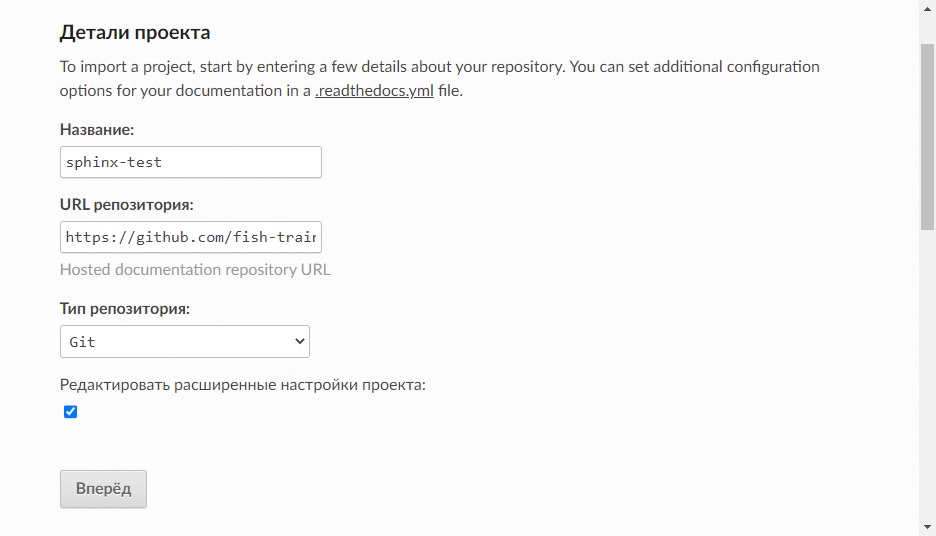 Детали проекта
To import a project, start by entering a few details about your repository. You can set additional configuration
options for your documentation in a .readthedocs.yml file.
Название:
sphinx-test
URL репозитория:
https://github.com/fish-train
Hosted documentation repository URL
Тип репозитория:
Git
Редактировать расширенные настройки проекта:
Вперёд